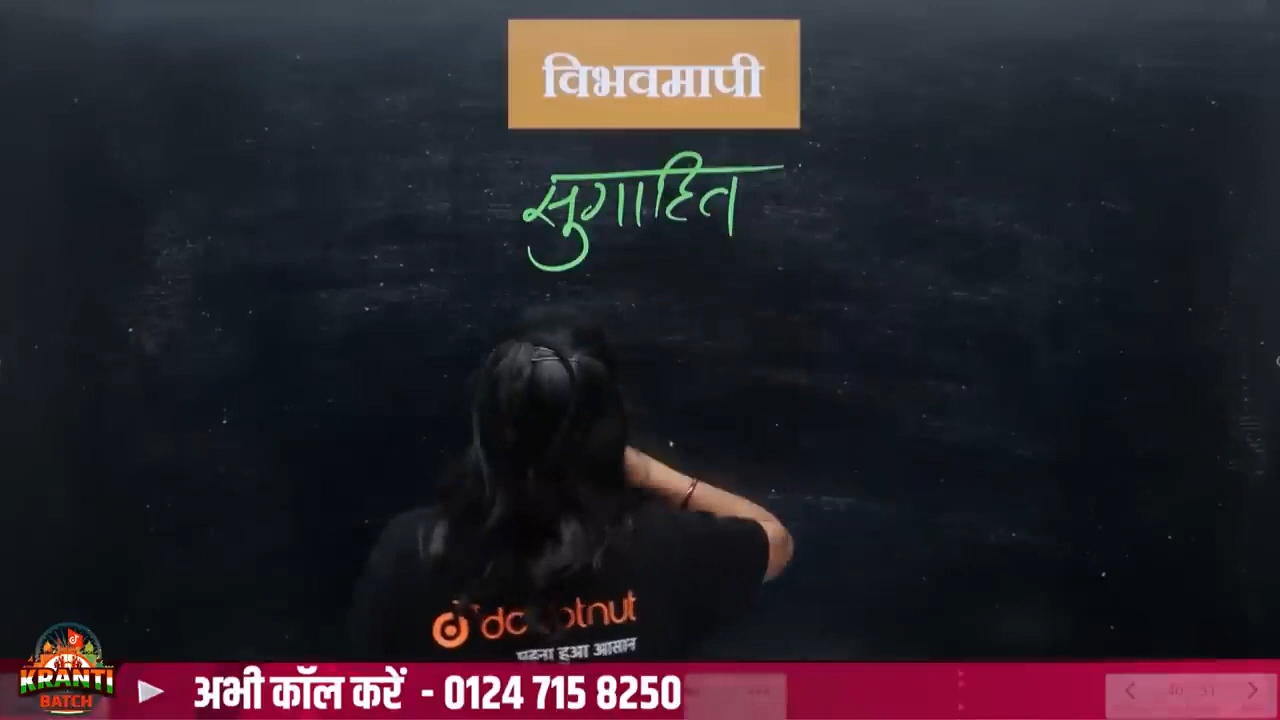 विभवमापी
सुगाहित
doubtnut
पढ़ना हुआ आसान
KRANTI
BATCH
अभी कॉल करें - 0124 715 8250